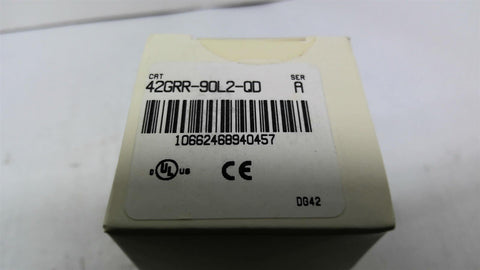 CAT SER
42GRR-90L2-QD A
10662468940457
UL US CE
DG42